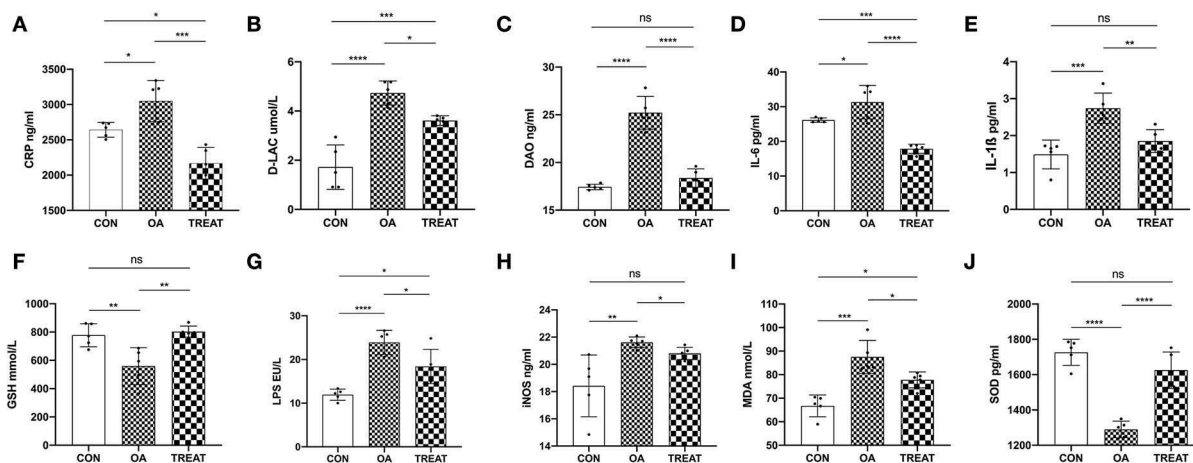 A
CRP ng/ml
3500
3000
2500
2000
1500
*
*
***
CON OA TREAT
B
D-LAC umol/L
6
4
2
0
***
****
*
CON OA TREAT
C
DAO ng/ml
30
25
20
15
ns
****
****
CON OA TREAT
D
IL-6 pg/ml
40
30
20
10
0
***
*
****
CON OA TREAT
E
IL-1ß pg/ml
4
3
2
1
0
ns
***
**
CON OA TREAT
F
GSH mmol/L
1000
800
600
400
200
0
ns
**
**
CON OA TREAT
G
LPS EU/L
30
20
10
0
*
****
*
CON OA TREAT
H
iNOS ng/ml
24
22
20
18
16
14
ns
**
*
CON OA TREAT
I
MDA nmol/L
110
100
90
80
70
60
50
*
***
*
CON OA TREAT
J
SOD pg/ml
2000
1800
1600
1400
1200
ns
****
****
CON OA TREAT